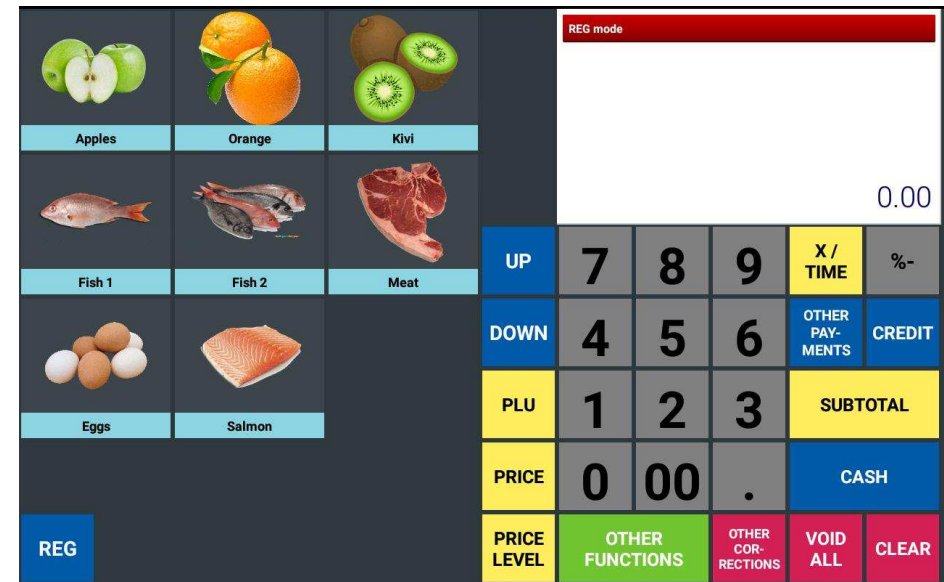 Apples
Orange
Kivi
Fish 1
Fish 2
Meat
Eggs
Salmon
REG
REG mode
0.00
UP
7
8
9
X /
TIME
%-
DOWN
4
5
6
OTHER
PAY-
MENTS
CREDIT
PLU
1
2
3
SUBTOTAL
PRICE
0
00
.
CASH
PRICE
LEVEL
OTHER
FUNCTIONS
OTHER
COR-
RECTIONS
VOID
ALL
CLEAR